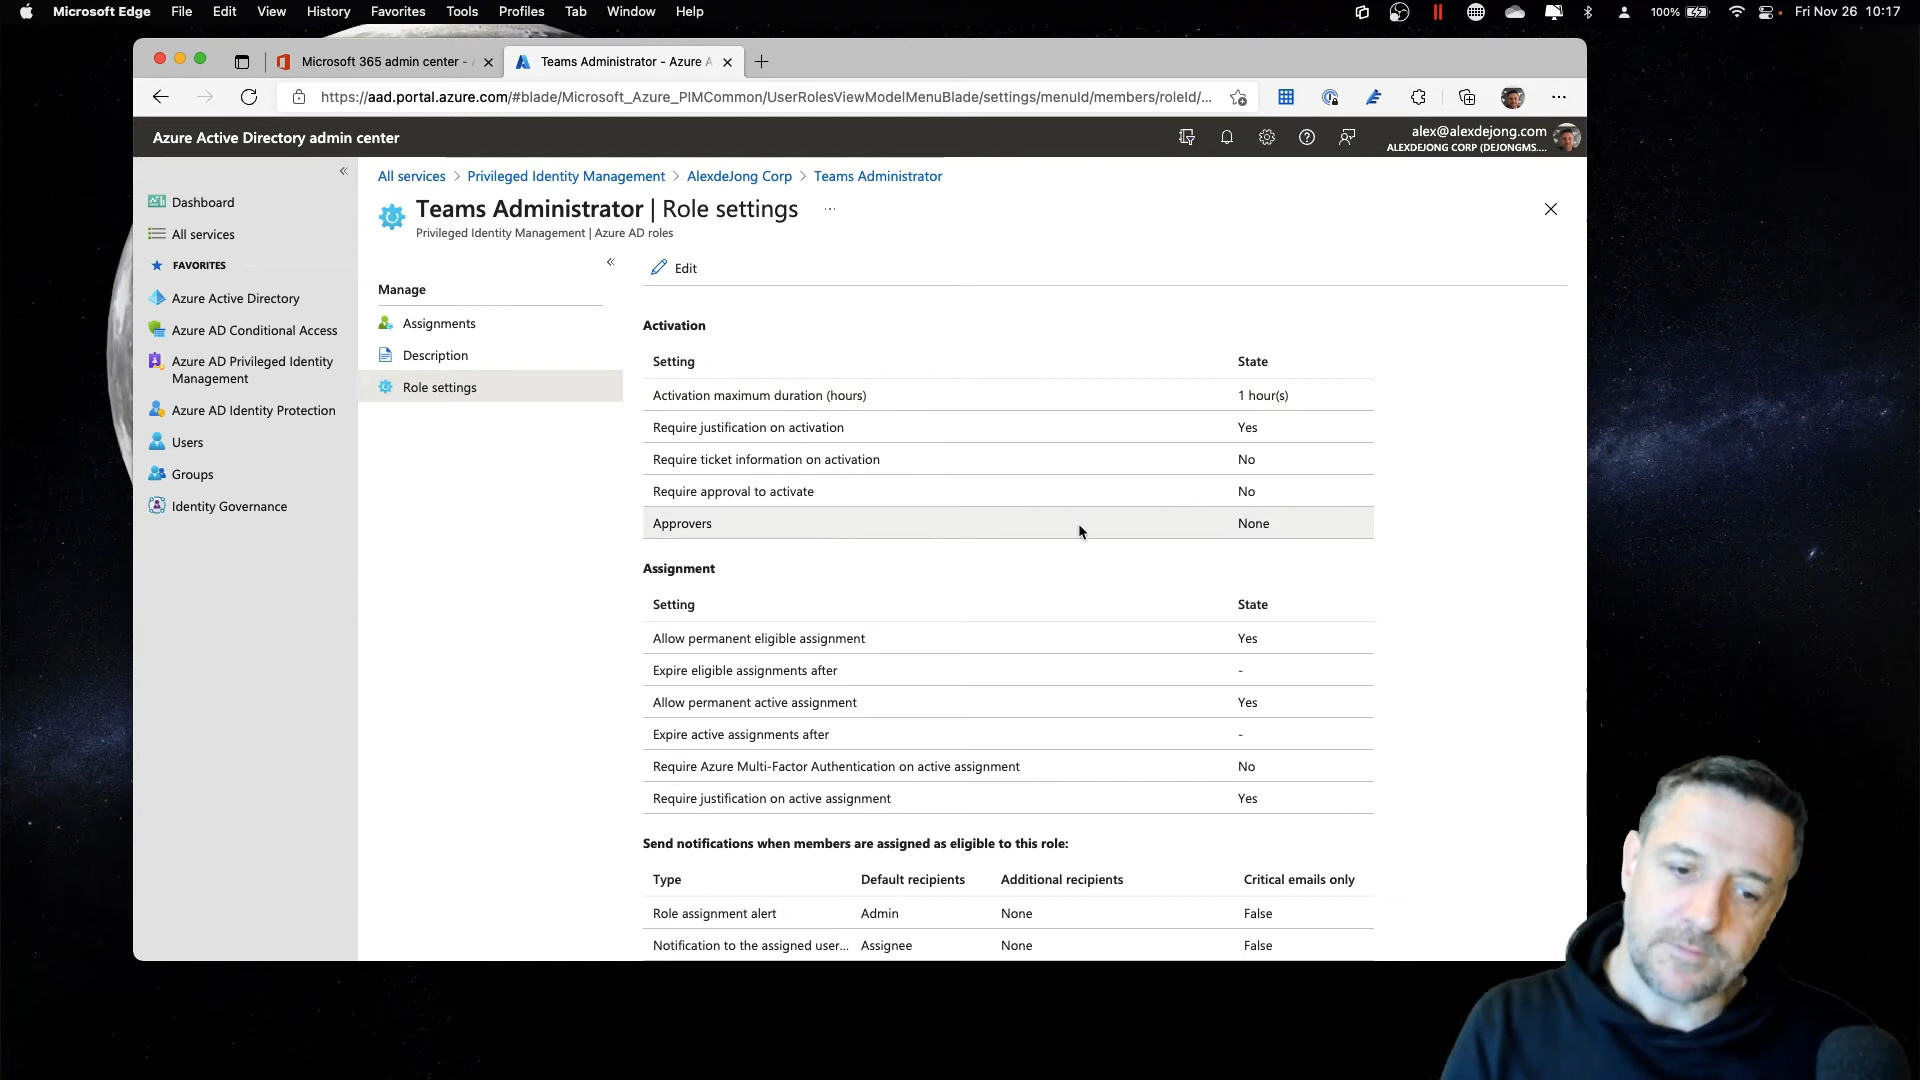 Microsoft Edge File Edit View History Favorites Tools Profiles Tab Window Help
100% Fri Nov 26 10:17
Microsoft 365 admin center -
Teams Administrator - Azure A
https://aad.portal.azure.com/#blade/Microsoft_Azure_PIMCommon/UserRolesViewModelMenuBlade/settings/menuId/members/roleId/...
Azure Active Directory admin center
alex@alexdejong.com
ALEXDEJONG CORP (DEJONGMS....
Dashboard
All services
FAVORITES
Azure Active Directory
Azure AD Conditional Access
Azure AD Privileged Identity
Management
Azure AD Identity Protection
Users
Groups
Identity Governance
All services > Privileged Identity Management > AlexdeJong Corp > Teams Administrator
Teams Administrator | Role settings ...
Privileged Identity Management | Azure AD roles
Manage
Assignments
Description
Role settings
Edit
Activation
Setting State
Activation maximum duration (hours) 1 hour(s)
Require justification on activation Yes
Require ticket information on activation No
Require approval to activate No
Approvers None
Assignment
Setting State
Allow permanent eligible assignment Yes
Expire eligible assignments after -
Allow permanent active assignment Yes
Expire active assignments after -
Require Azure Multi-Factor Authentication on active assignment No
Require justification on active assignment Yes
Send notifications when members are assigned as eligible to this role:
Type Default recipients Additional recipients Critical emails only
Role assignment alert Admin None False
Notification to the assigned user... Assignee None False